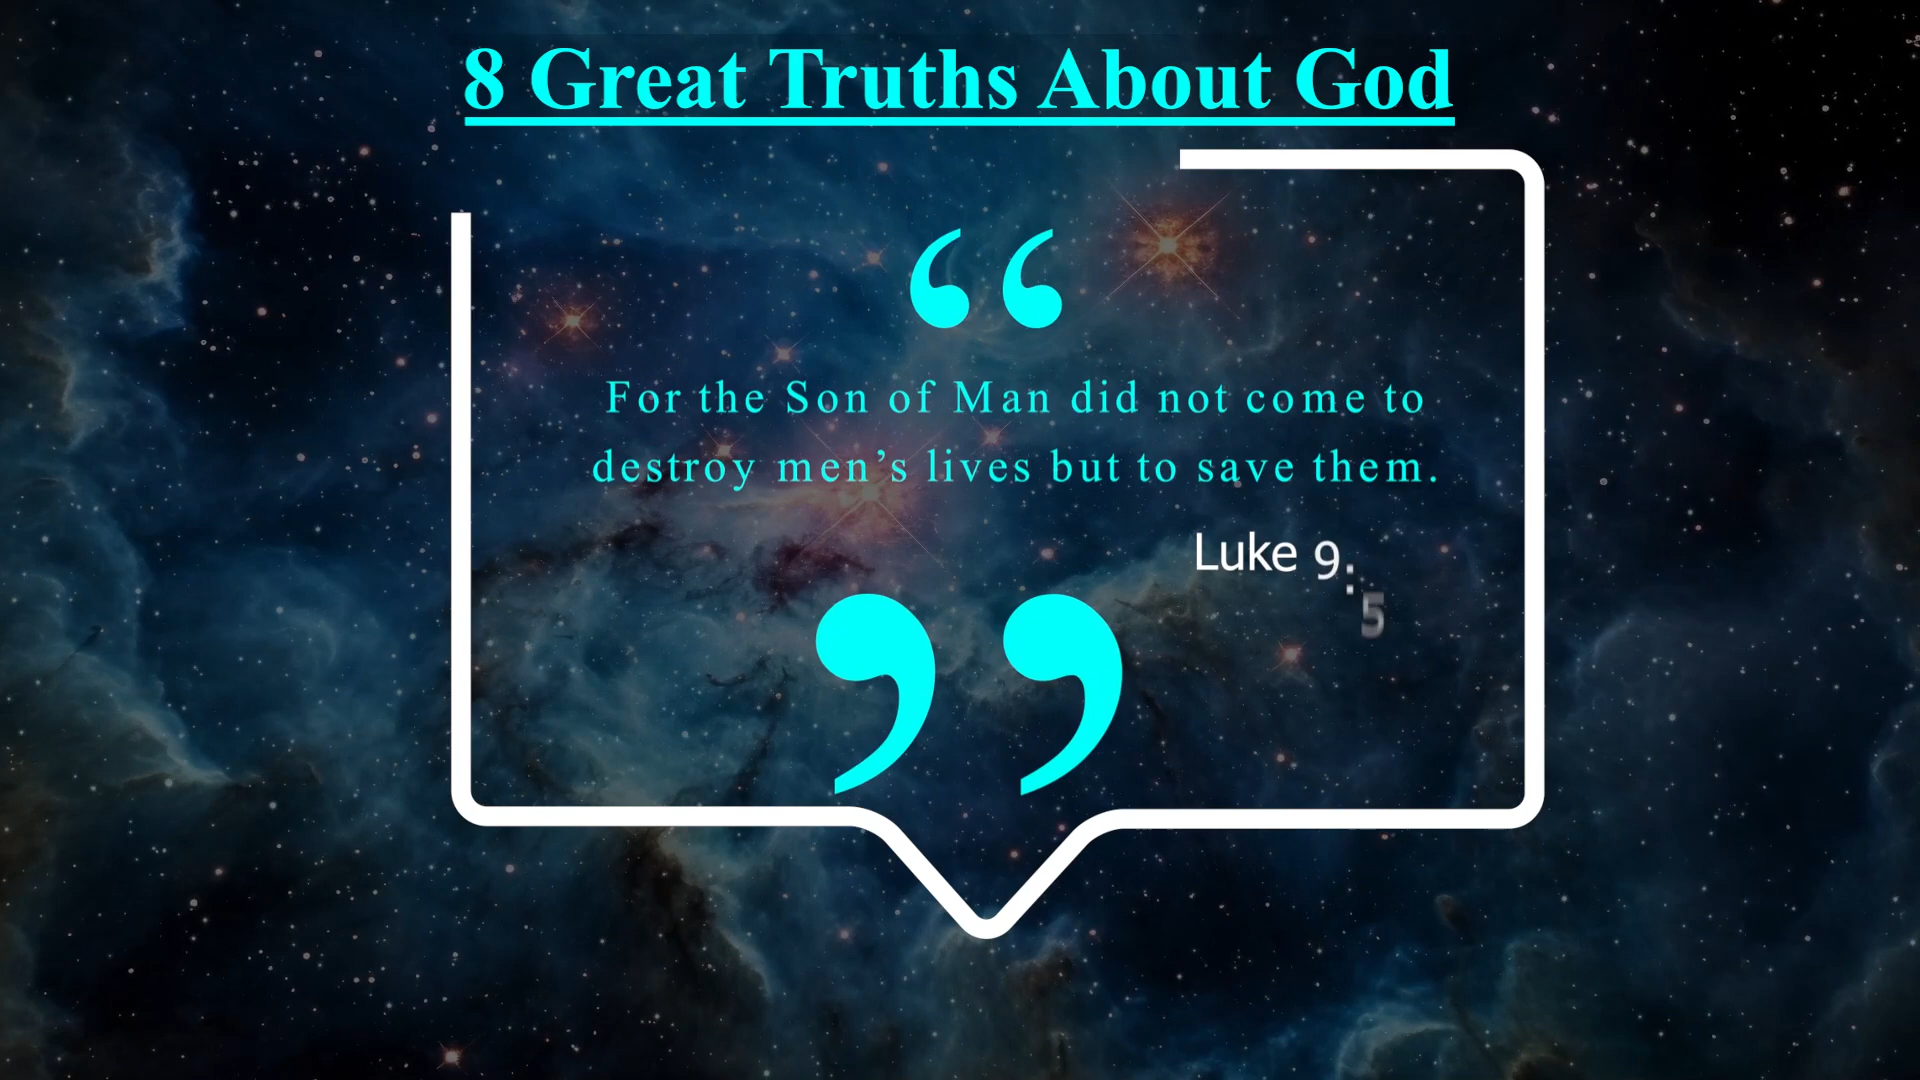 8 Great Truths About God
“
For the Son of Man did not come to
destroy men’s lives but to save them.
Luke 9:5
”